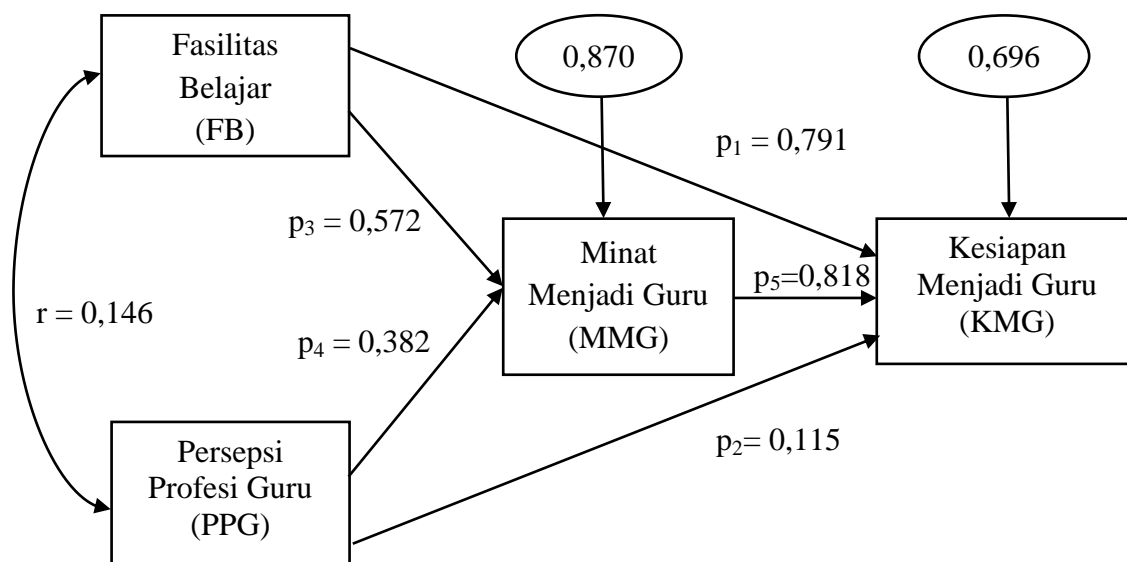 Fasilitas
Belajar
(FB)
0,870
0,696
p₁ = 0,791
p₃ = 0,572
Minat
Menjadi Guru
(MMG)
p₅=0,818
Kesiapan
Menjadi Guru
(KMG)
r = 0,146
p₄ = 0,382
p₂= 0,115
Persepsi
Profesi Guru
(PPG)